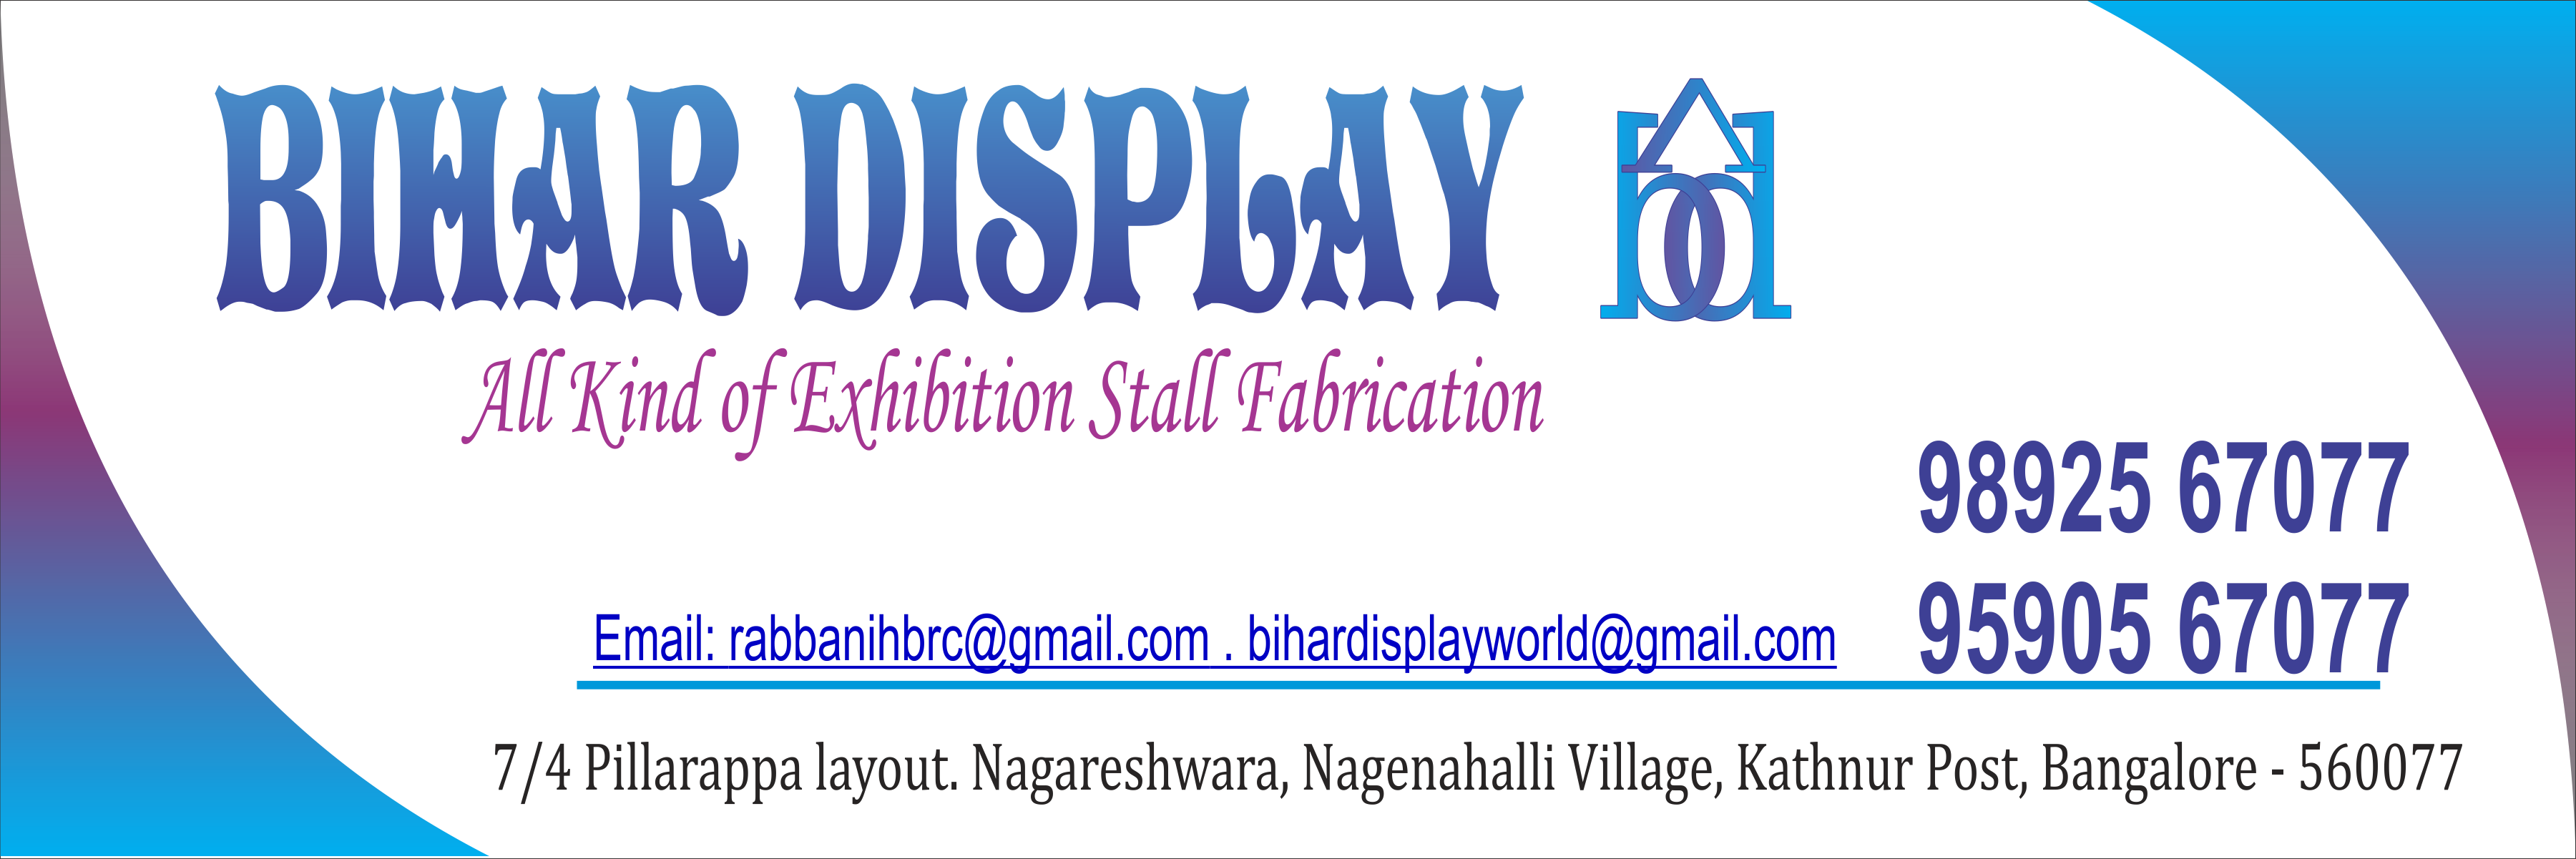 BIHAR DISPLAY
All Kind of Exhibition Stall Fabrication
98925 67077
95905 67077
Email: rabbanihbrc@gmail.com . bihardisplayworld@gmail.com
7/4 Pillarappa layout. Nagareshwara, Nagenahalli Village, Kathnur Post, Bangalore - 560077